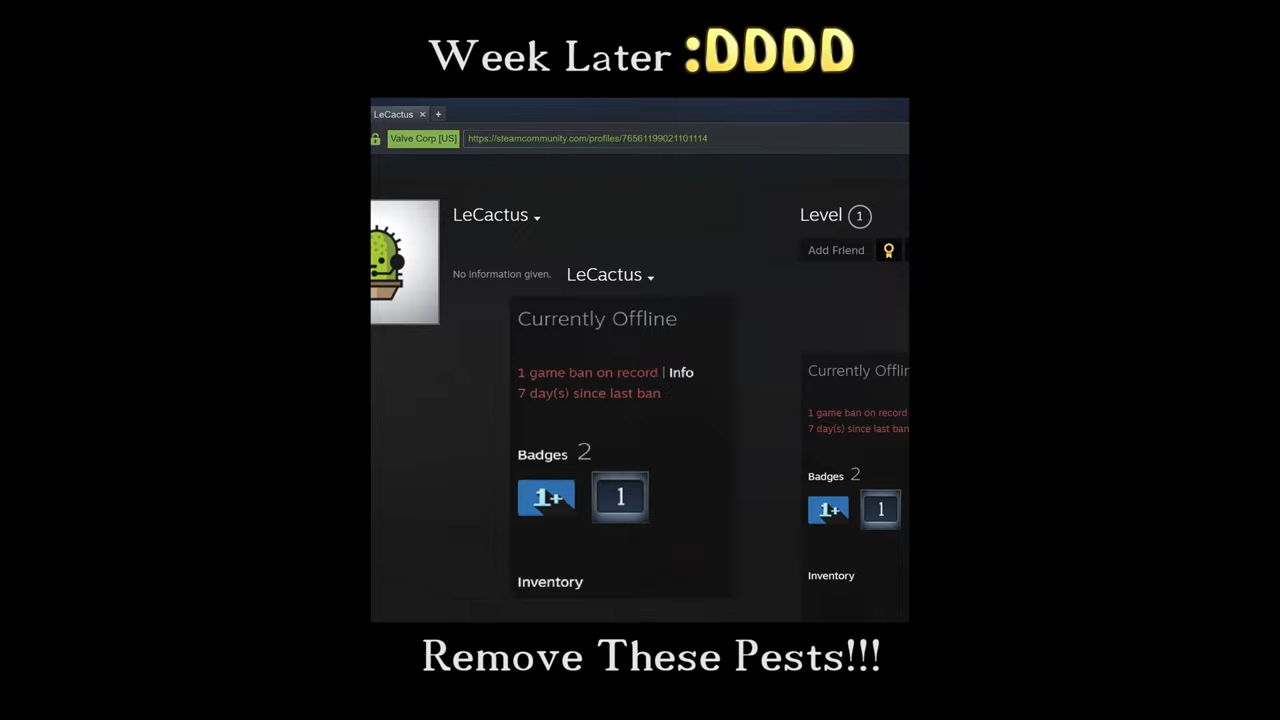 Week Later :DDDD
LeCactus × +
Valve Corp [US] https://steamcommunity.com/profiles/76561199021101114
LeCactus
Level 1
Add Friend
No information given.
LeCactus
Currently Offline
1 game ban on record | Info
7 day(s) since last ban
Badges 2
1+ 1
Inventory
Currently Offlin
1 game ban on record
7 day(s) since last ban
Badges 2
1+ 1
Inventory
Remove These Pests!!!